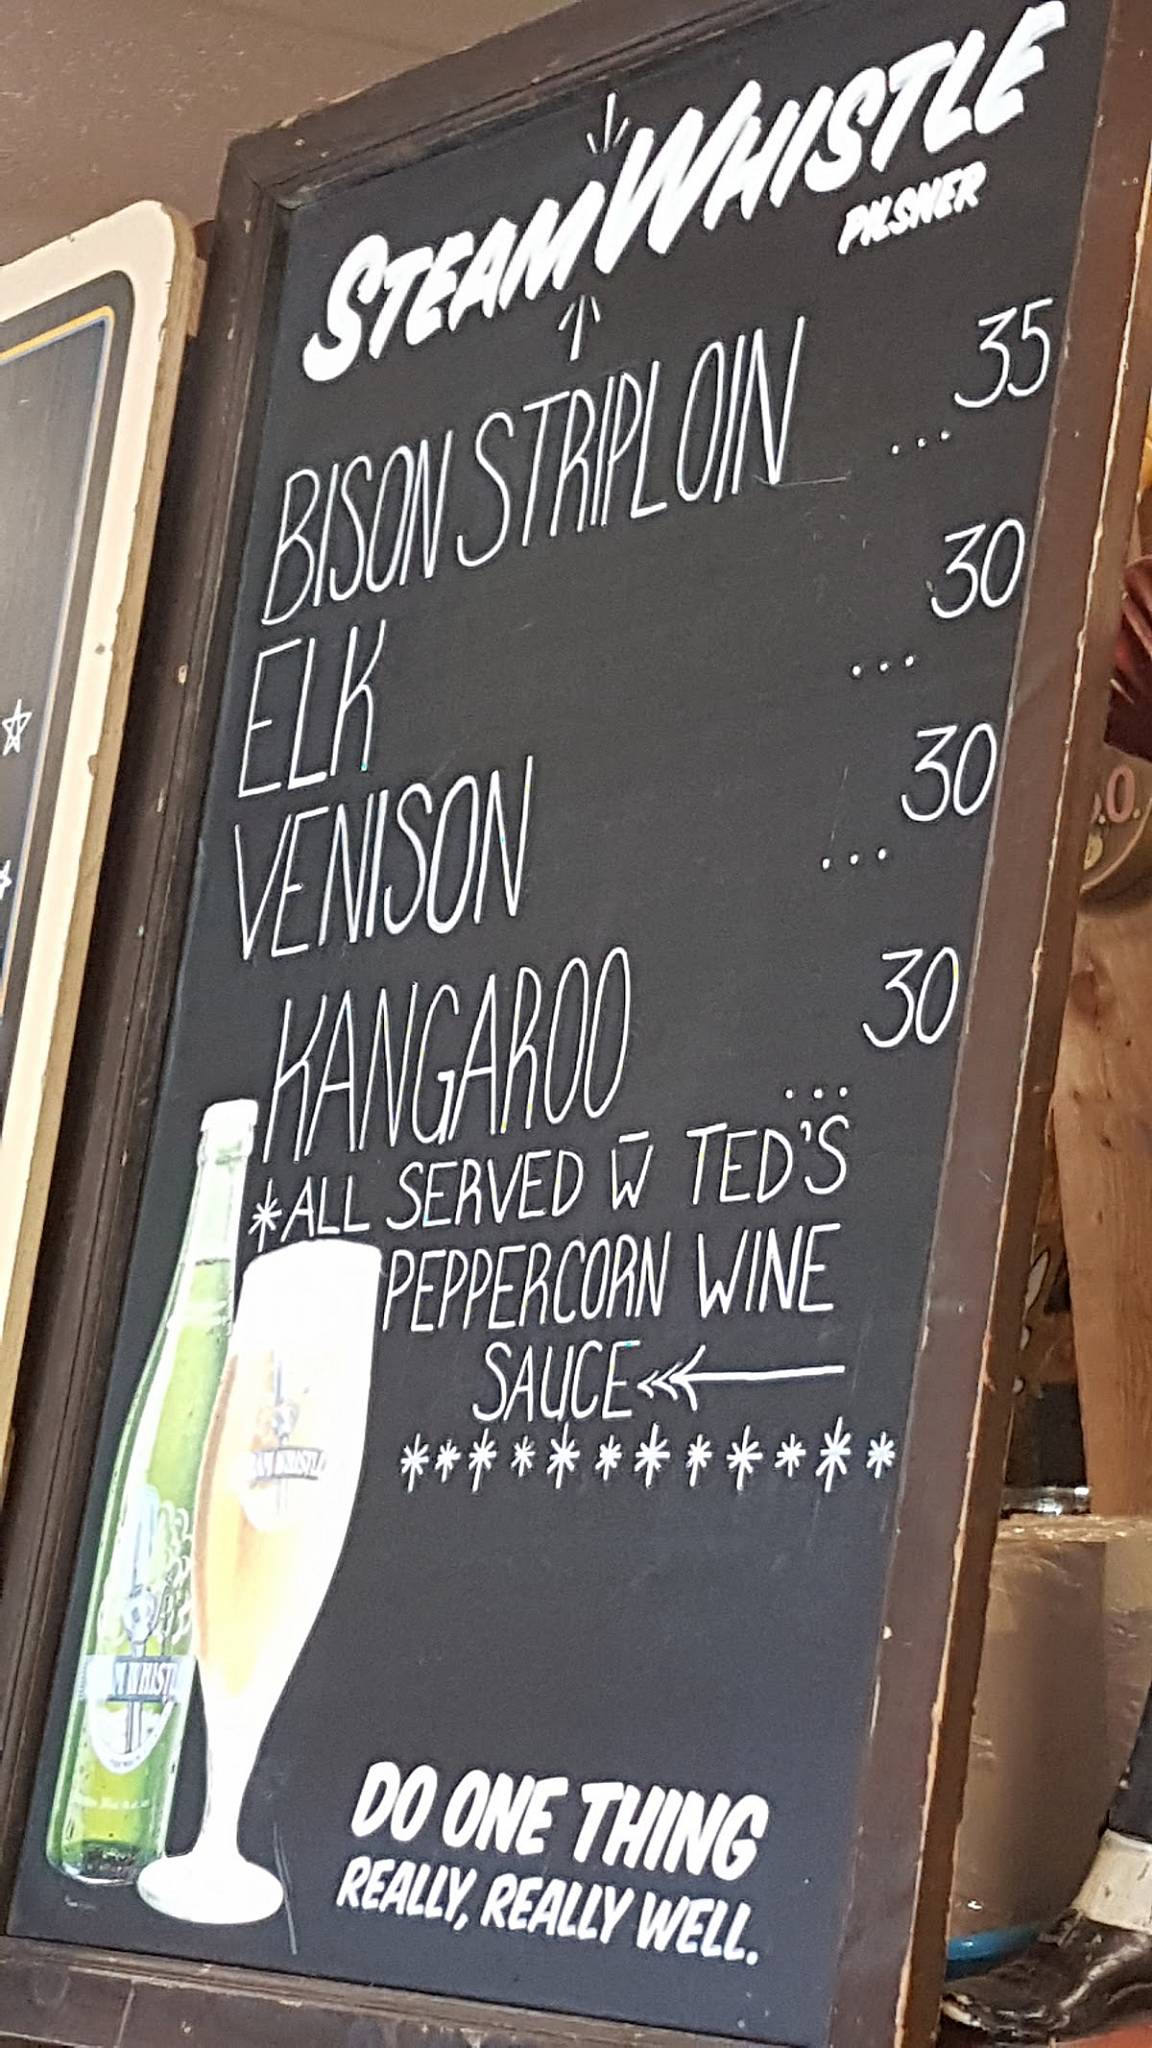 STEAM WHISTLE
PILSNER
BISON STRIPLOIN ... 35
ELK ... 30
VENISON ... 30
KANGAROO ... 30
*ALL SERVED W̄ TED'S
PEPPERCORN WINE
SAUCE
************
WHISTLE
DO ONE THING
REALLY, REALLY WELL.